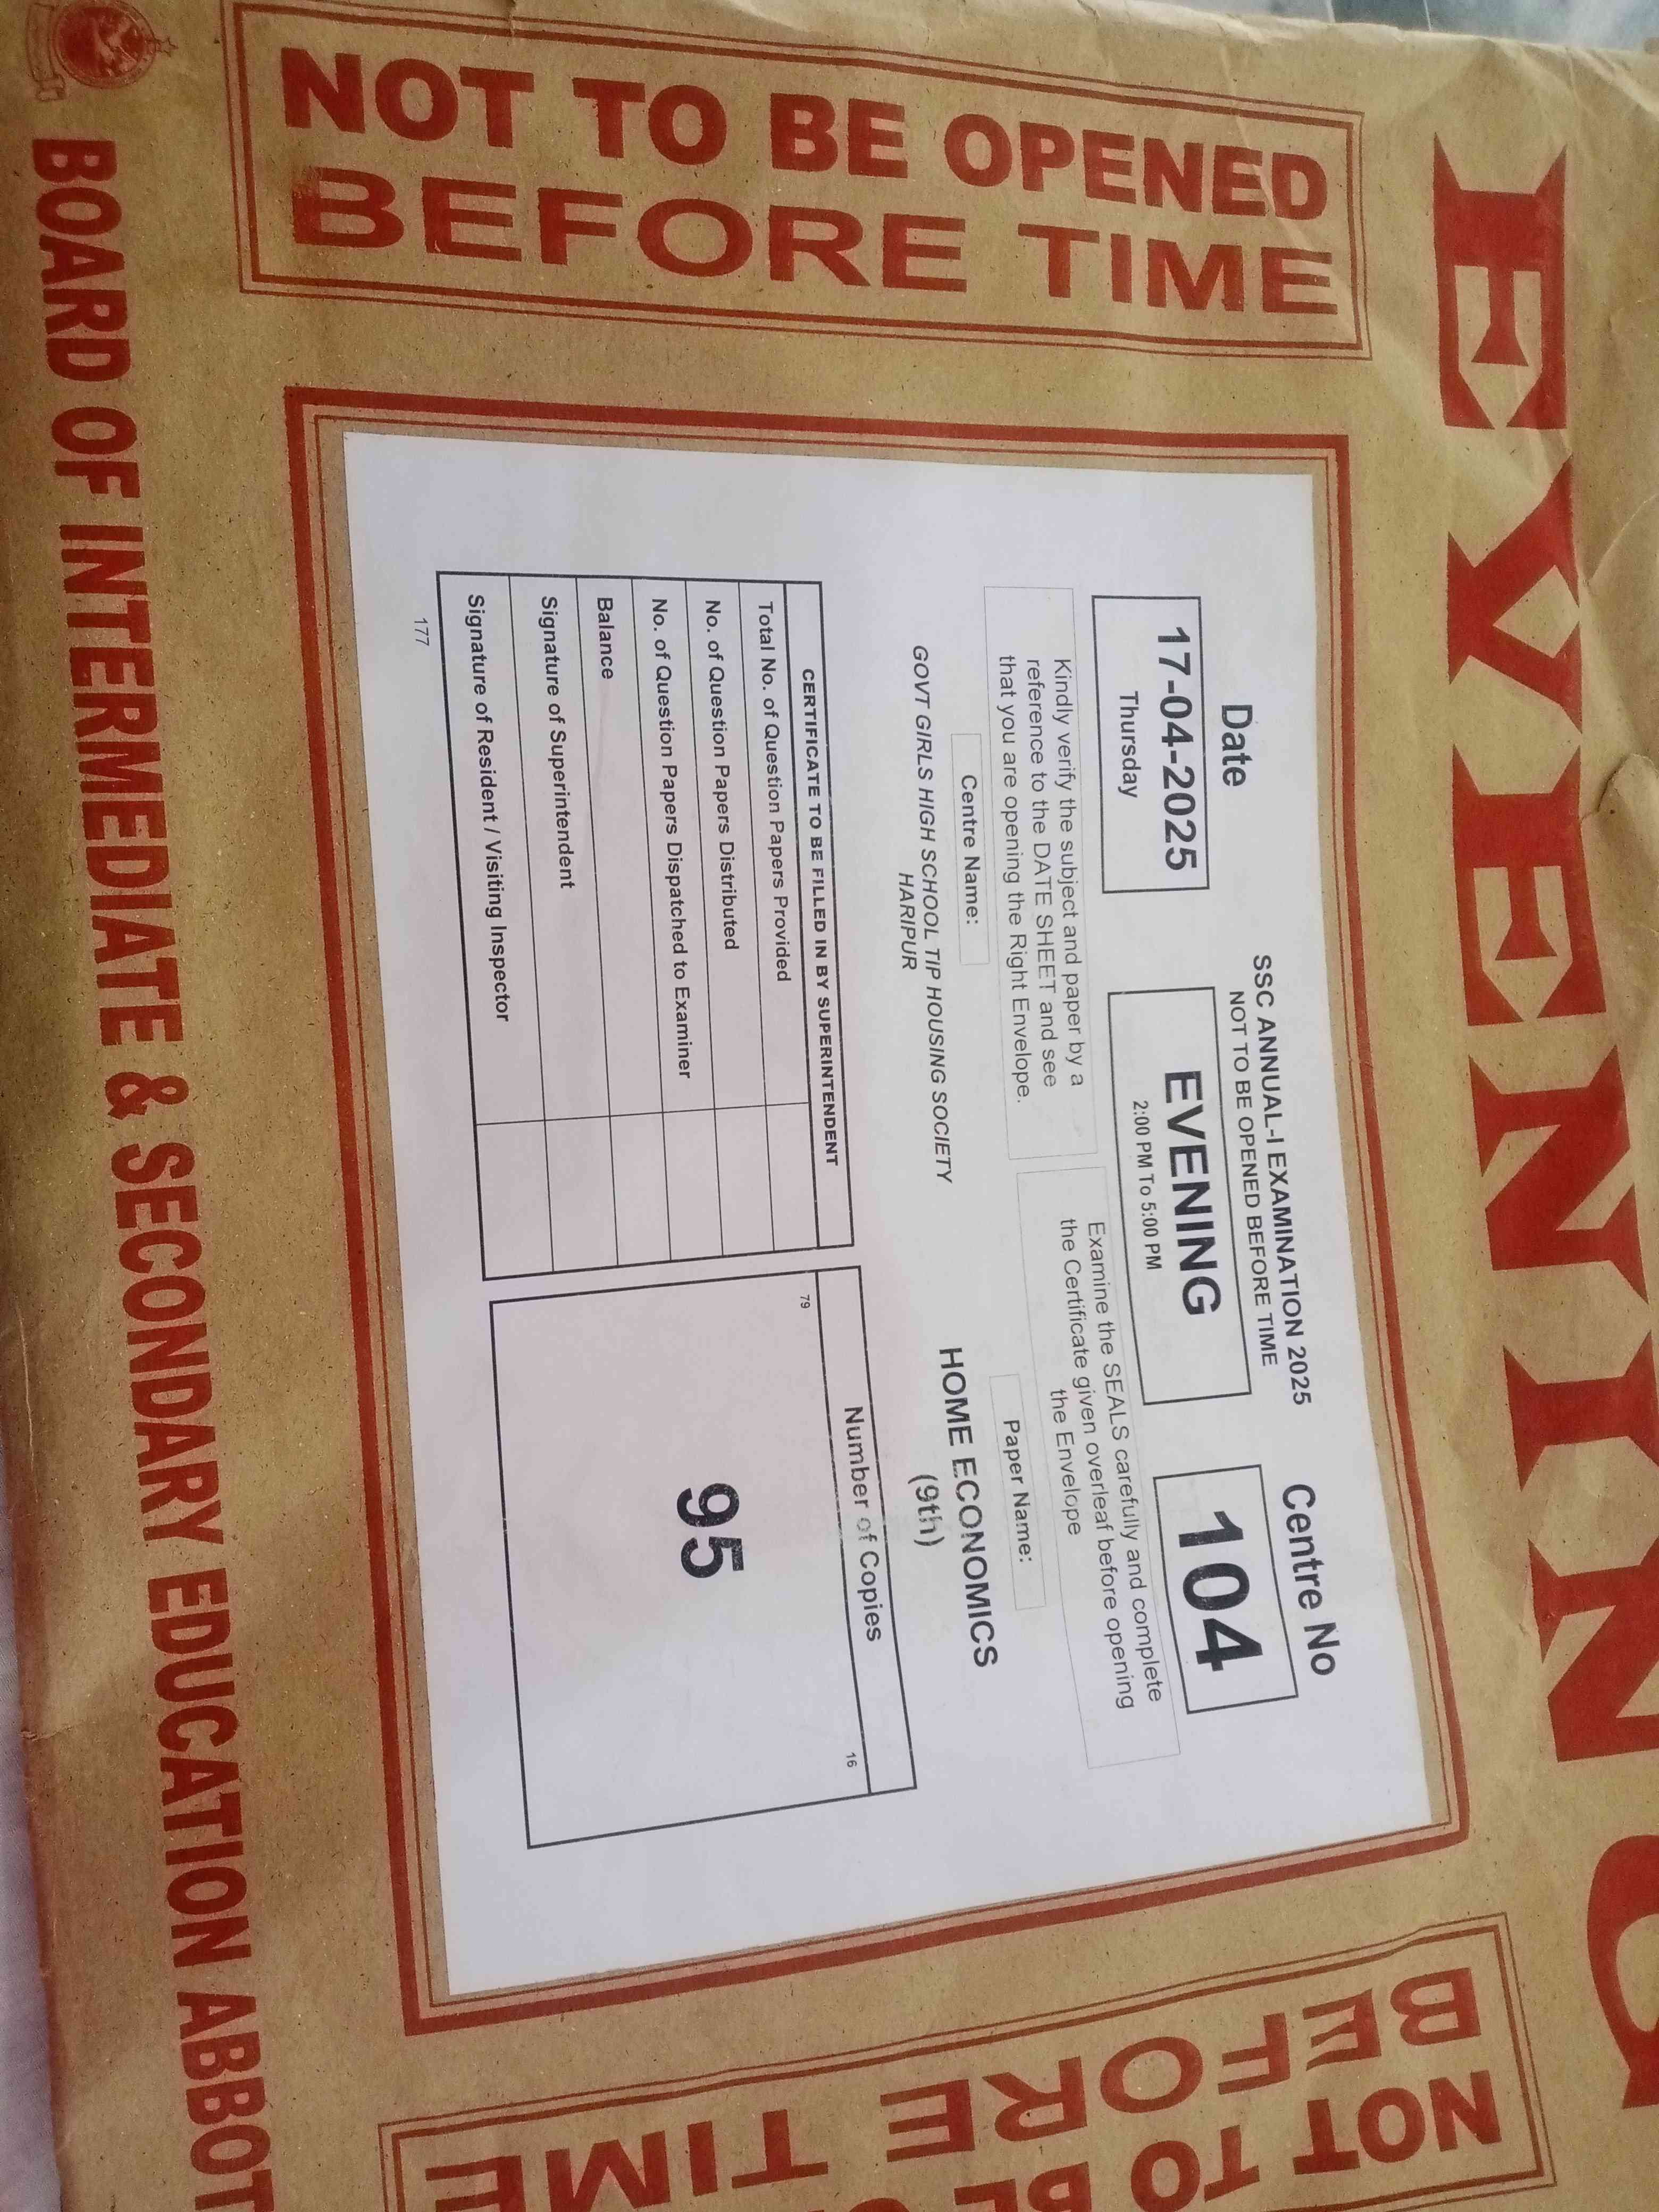 EVENING
NOT TO BE OPENED
BEFORE TIME
SSC ANNUAL-I EXAMINATION 2025
NOT TO BE OPENED BEFORE TIME
Date
17-04-2025
Thursday
EVENING
2:00 PM To 5:00 PM
Centre No
104
Kindly verify the subject and paper by a
reference to the DATE SHEET and see
that you are opening the Right Envelope.
Examine the SEALS carefully and complete
the Certificate given overleaf before opening
the Envelope
Centre Name:
GOVT GIRLS HIGH SCHOOL TIP HOUSING SOCIETY
HARIPUR
Paper Name:
HOME ECONOMICS
(9th)
CERTIFICATE TO BE FILLED IN BY SUPERINTENDENT
Total No. of Question Papers Provided
No. of Question Papers Distributed
No. of Question Papers Dispatched to Examiner
Balance
Signature of Superintendent
Signature of Resident / Visiting Inspector
177
Number of Copies
79
16
95
NOT TO BE
BEFORE TIME
BOARD OF INTERMEDIATE & SECONDARY EDUCATION ABBOT